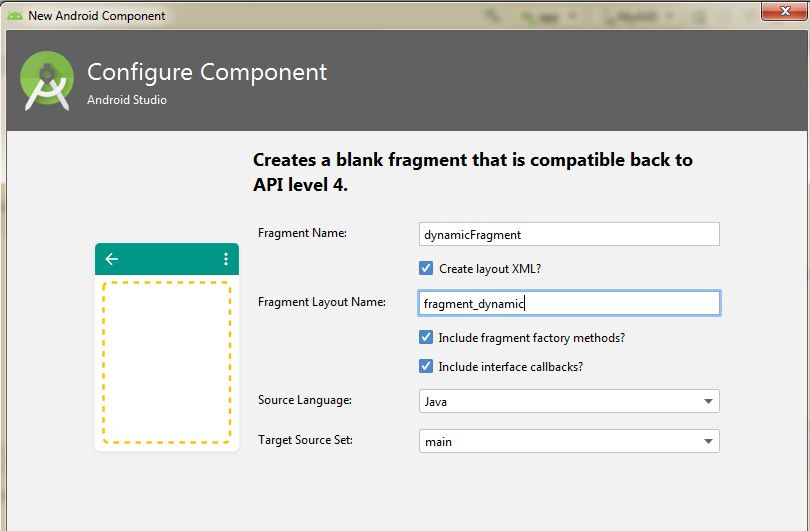 New Android Component
Configure Component
Android Studio
Creates a blank fragment that is compatible back to
API level 4.
Fragment Name:
dynamicFragment
Create layout XML?
Fragment Layout Name:
fragment_dynamic
Include fragment factory methods?
Include interface callbacks?
Source Language:
Java
Target Source Set:
main